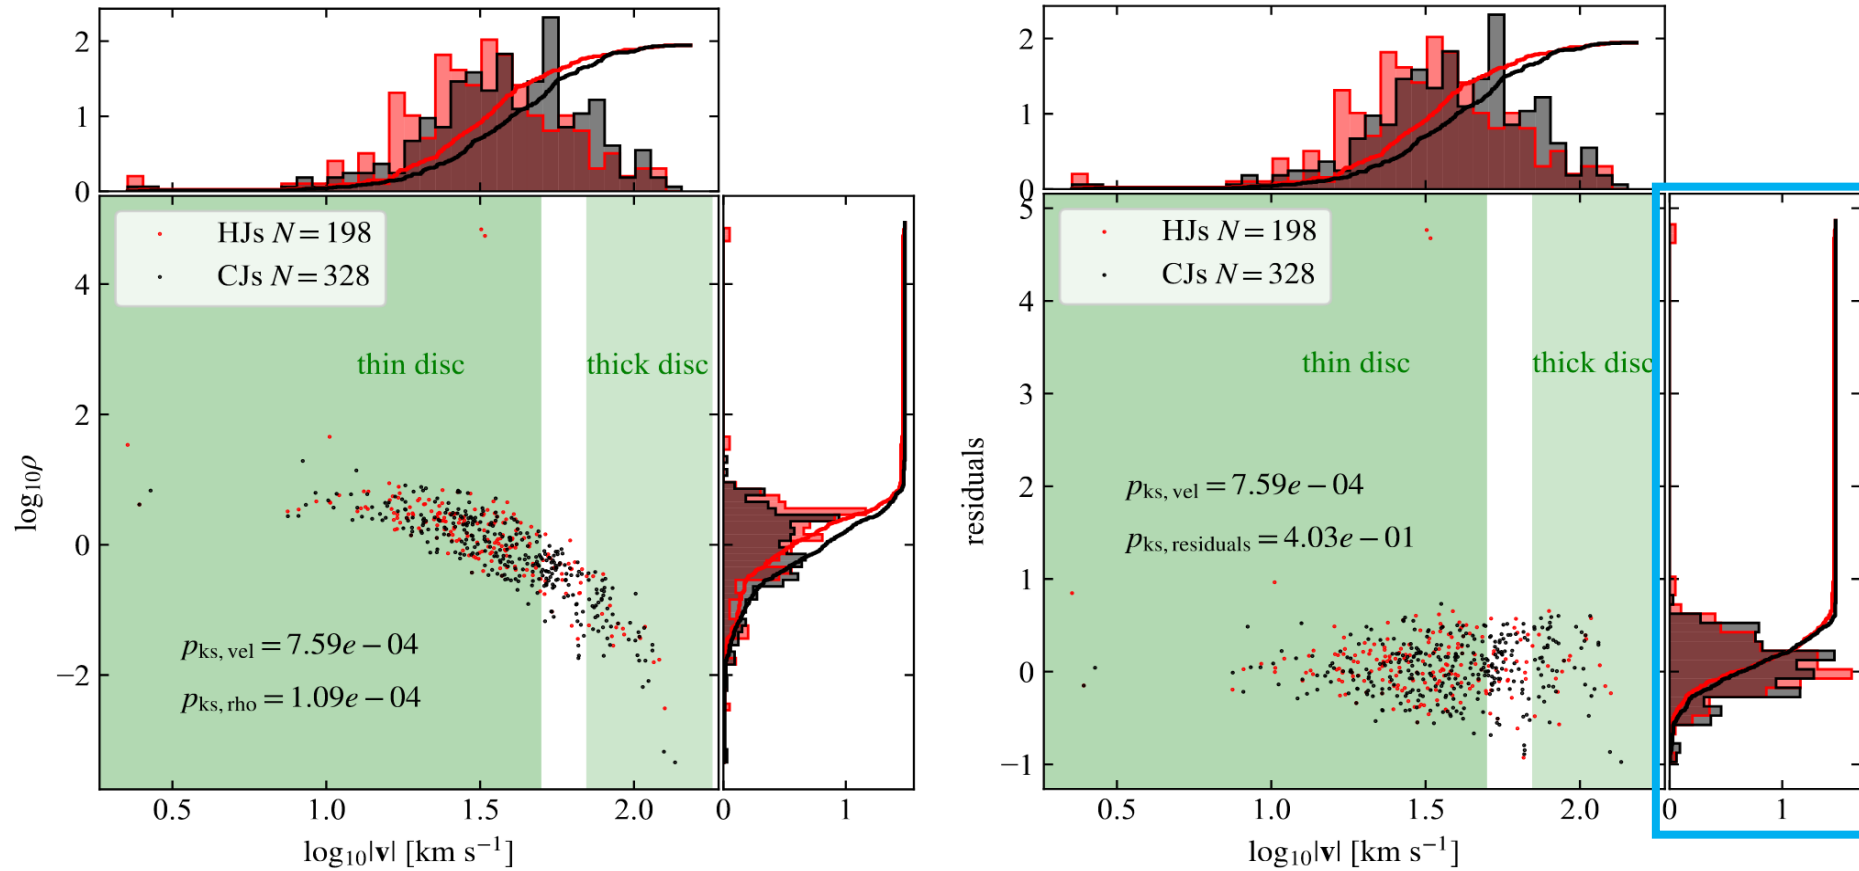 2
1
0
HJs N = 198
CJs N = 328
thin disc
thick disc
4
2
0
−2
log₁₀ρ
p_ks, vel = 7.59e − 04
p_ks, rho = 1.09e − 04
0.5
1.0
1.5
2.0
0
1
log₁₀|v| [km s⁻¹]
2
1
0
HJs N = 198
CJs N = 328
thin disc
thick disc
5
4
3
2
1
0
−1
residuals
p_ks, vel = 7.59e − 04
p_ks, residuals = 4.03e − 01
0.5
1.0
1.5
2.0
0
1
log₁₀|v| [km s⁻¹]